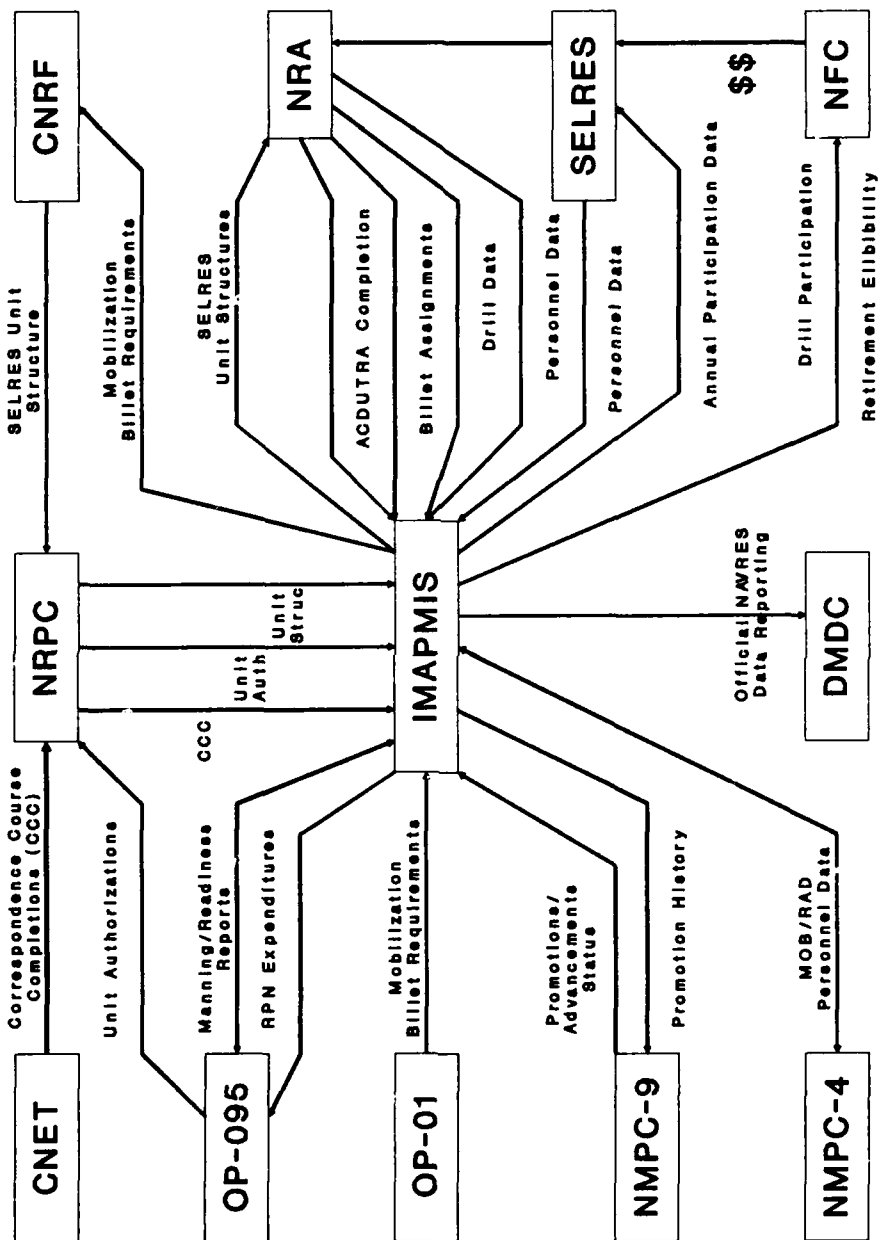 CNET
Correspondence Course
Completions (CCC)
NRPC
SELRES Unit
Structure
CNRF
Unit Authorizations
CCC
Unit
Auth
Unit
Struc
Mobilization
Billet Requirements
OP-095
Manning/Readiness
Reports
RPN Expenditures
SELRES
Unit Structures
NRA
ACDUTRA Completion
OP-01
Mobilization
Billet Requirements
IMAPMIS
Billet Assignments
Drill Data
Personnel Data
SELRES
NMPC-9
Promotions/
Advancements
Status
Promotion History
Personnel Data
Annual Participation Data
$$
NMPC-4
MOB/RAD
Personnel Data
Official NAVRES
Data Reporting
DMDC
Drill Participation
Retirement Elibibility
NFC